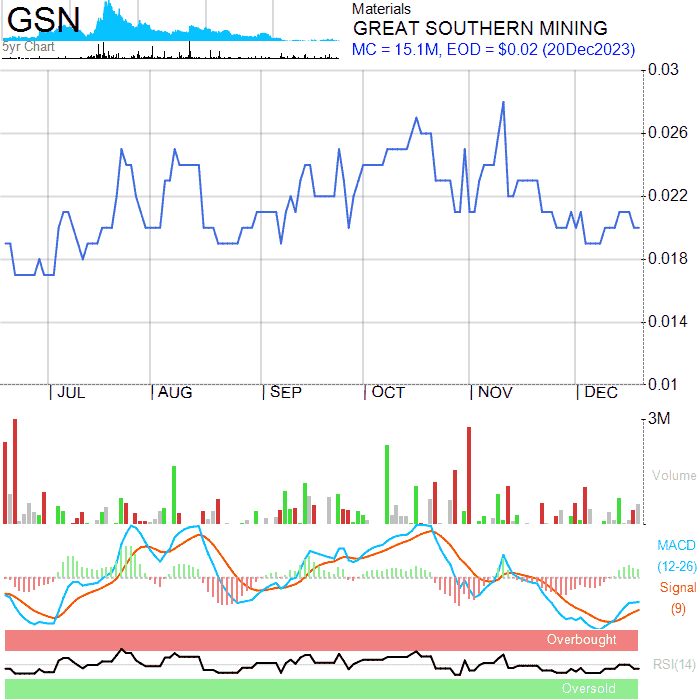 GSN
5yr Chart
Materials
GREAT SOUTHERN MINING
MC = 15.1M, EOD = $0.02 (20Dec2023)
0.03
0.026
0.022
0.018
0.014
0.01
JUL
AUG
SEP
OCT
NOV
DEC
3M
Volume
MACD
(12-26)
Signal
(9)
Overbought
RSI(14)
Oversold